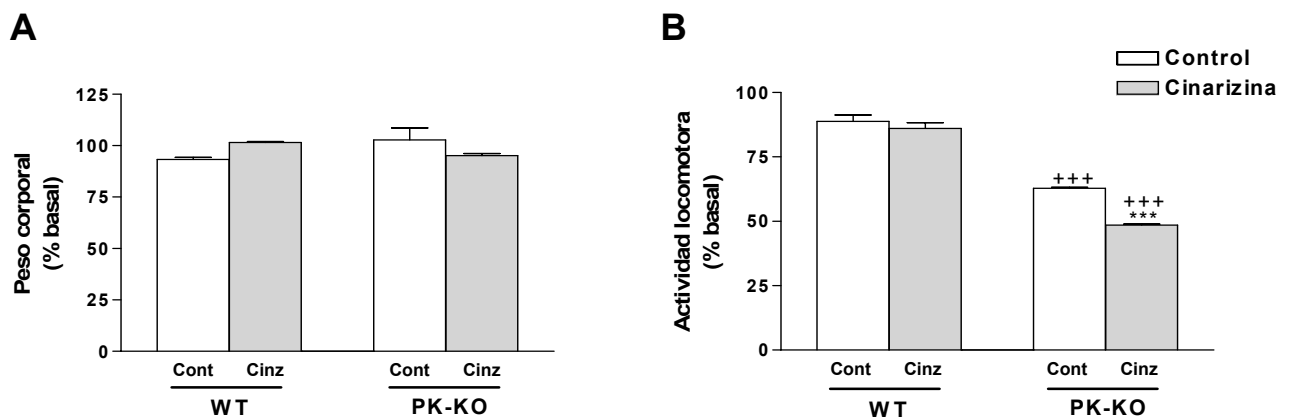 A
B
Control
Cinarizina
Peso corporal
(% basal)
125
100
75
50
25
0
Cont
Cinz
Cont
Cinz
WT
PK-KO
Actividad locomotora
(% basal)
100
75
50
25
0
+++
+++
***
Cont
Cinz
Cont
Cinz
WT
PK-KO